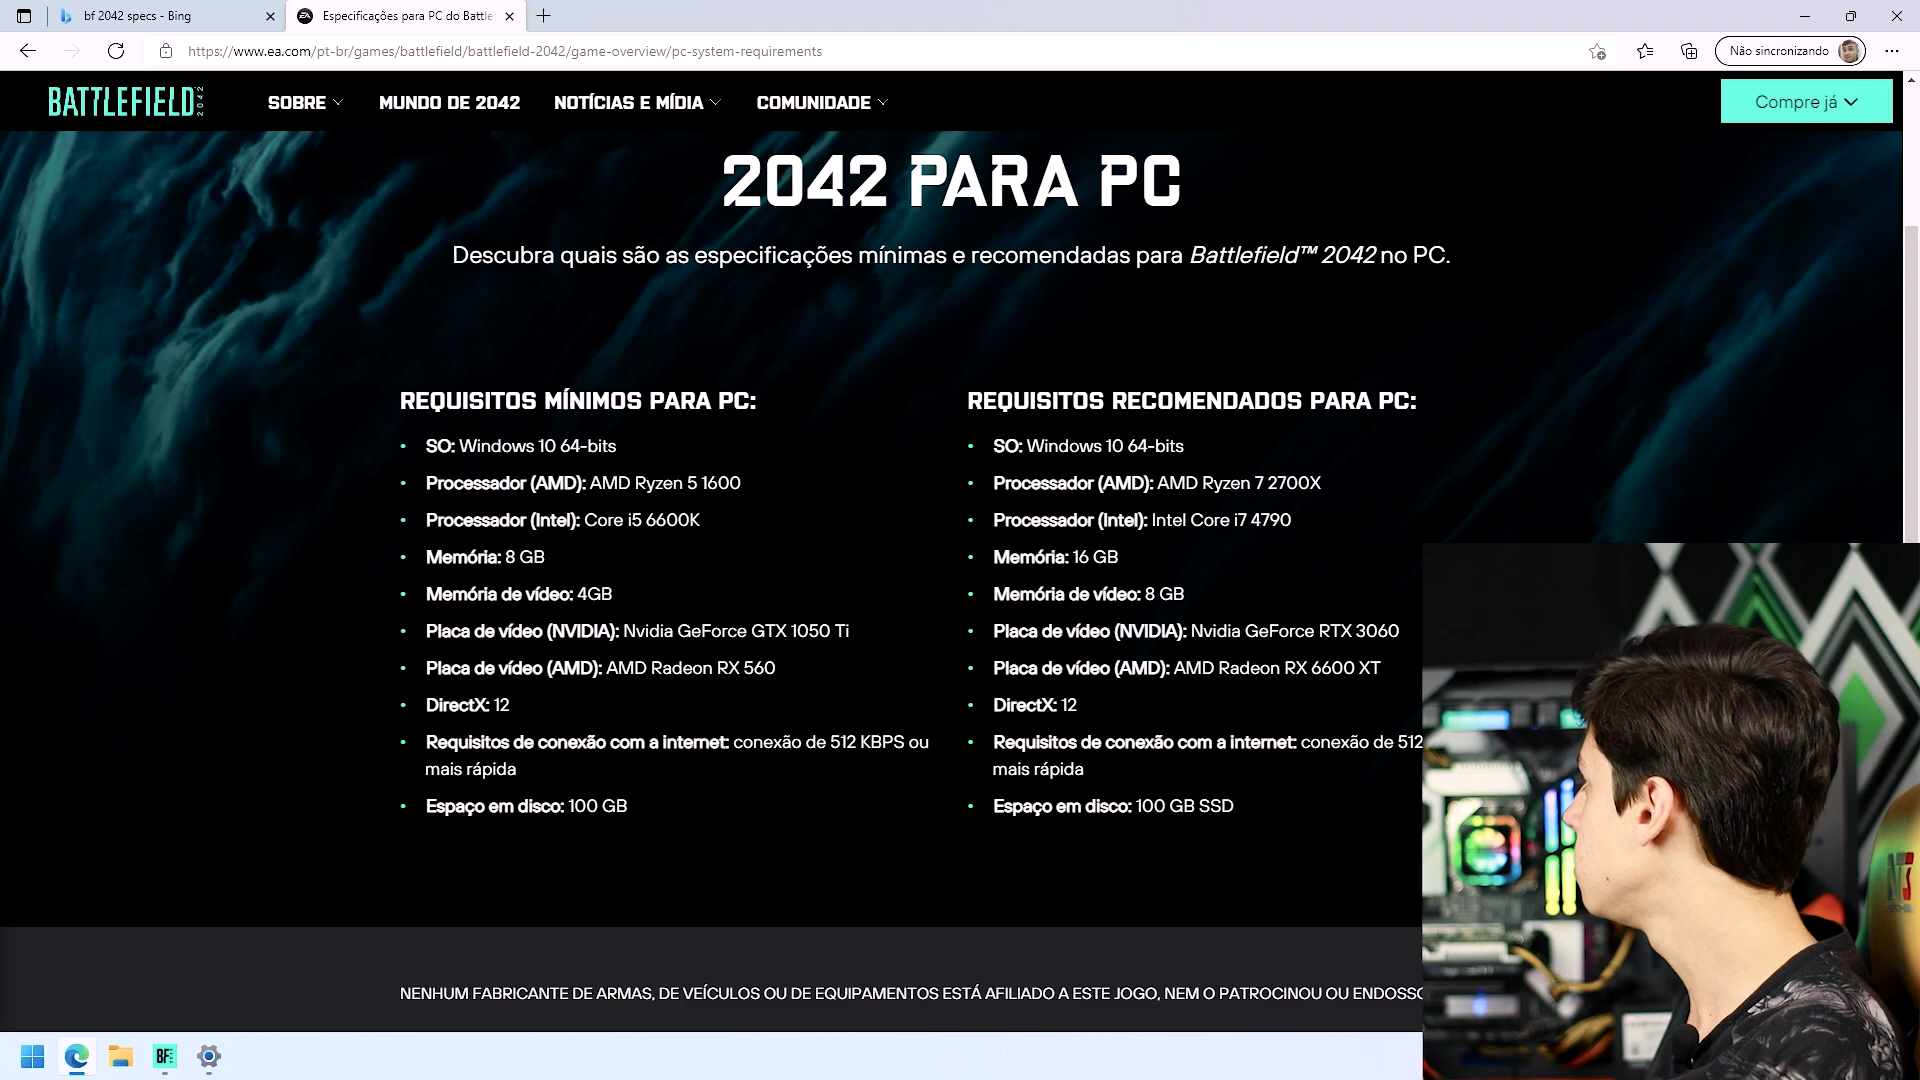 bf 2042 specs - Bing
Especificações para PC do Battle
https://www.ea.com/pt-br/games/battlefield/battlefield-2042/game-overview/pc-system-requirements
Não sincronizando
BATTLEFIELD 2042
SOBRE
MUNDO DE 2042
NOTÍCIAS E MÍDIA
COMUNIDADE
Compre já
2042 PARA PC
Descubra quais são as especificações mínimas e recomendadas para Battlefield™ 2042 no PC.
REQUISITOS MÍNIMOS PARA PC:
• SO: Windows 10 64-bits
• Processador (AMD): AMD Ryzen 5 1600
• Processador (Intel): Core i5 6600K
• Memória: 8 GB
• Memória de vídeo: 4GB
• Placa de vídeo (NVIDIA): Nvidia GeForce GTX 1050 Ti
• Placa de vídeo (AMD): AMD Radeon RX 560
• DirectX: 12
• Requisitos de conexão com a internet: conexão de 512 KBPS ou
mais rápida
• Espaço em disco: 100 GB
REQUISITOS RECOMENDADOS PARA PC:
• SO: Windows 10 64-bits
• Processador (AMD): AMD Ryzen 7 2700X
• Processador (Intel): Intel Core i7 4790
• Memória: 16 GB
• Memória de vídeo: 8 GB
• Placa de vídeo (NVIDIA): Nvidia GeForce RTX 3060
• Placa de vídeo (AMD): AMD Radeon RX 6600 XT
• DirectX: 12
• Requisitos de conexão com a internet: conexão de 512
mais rápida
• Espaço em disco: 100 GB SSD
NENHUM FABRICANTE DE ARMAS, DE VEÍCULOS OU DE EQUIPAMENTOS ESTÁ AFILIADO A ESTE JOGO, NEM O PATROCINOU OU ENDOSSO
BF